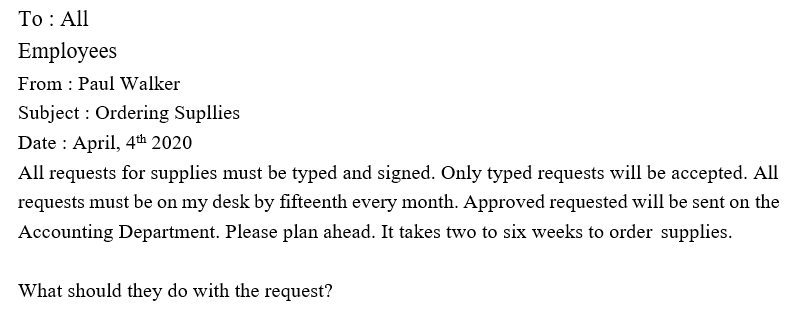 To : All
Employees
From : Paul Walker
Subject : Ordering Supllies
Date : April, 4th 2020
All requests for supplies must be typed and signed. Only typed requests will be accepted. All
requests must be on my desk by fifteenth every month. Approved requested will be sent on the
Accounting Department. Please plan ahead. It takes two to six weeks to order supplies.
What should they do with the request?